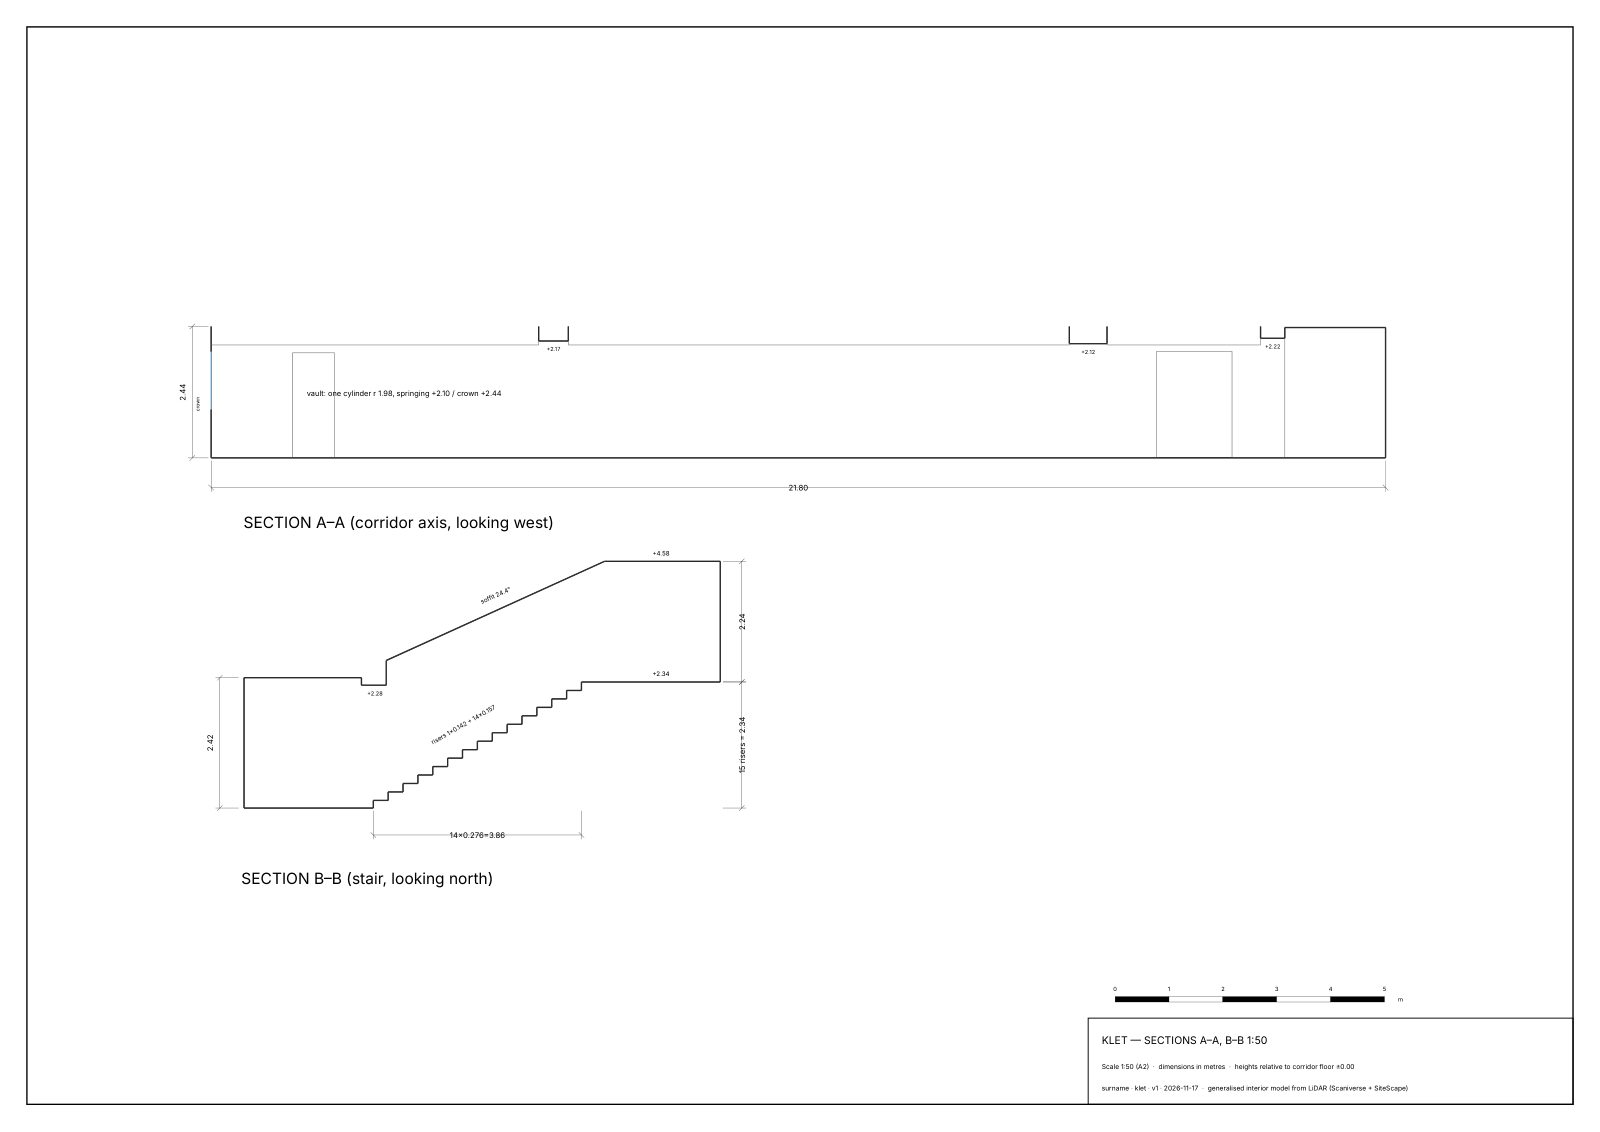 +2.17
+2.12
+2.22
2.44
crown
vault: one cylinder r 1.98, springing +2.10 / crown +2.44
21.80
SECTION A–A (corridor axis, looking west)
+4.58
soffit 24.4°
2.24
+2.34
+2.28
risers 1×0.142 + 14×0.157
2.42
15 risers = 2.34
14×0.276=3.86
SECTION B–B (stair, looking north)
0 1 2 3 4 5 m
KLET — SECTIONS A–A, B–B 1:50
Scale 1:50 (A2) · dimensions in metres · heights relative to corridor floor ±0.00
surname · klet · v1 · 2026-11-17 · generalised interior model from LiDAR (Scaniverse + SiteScape)